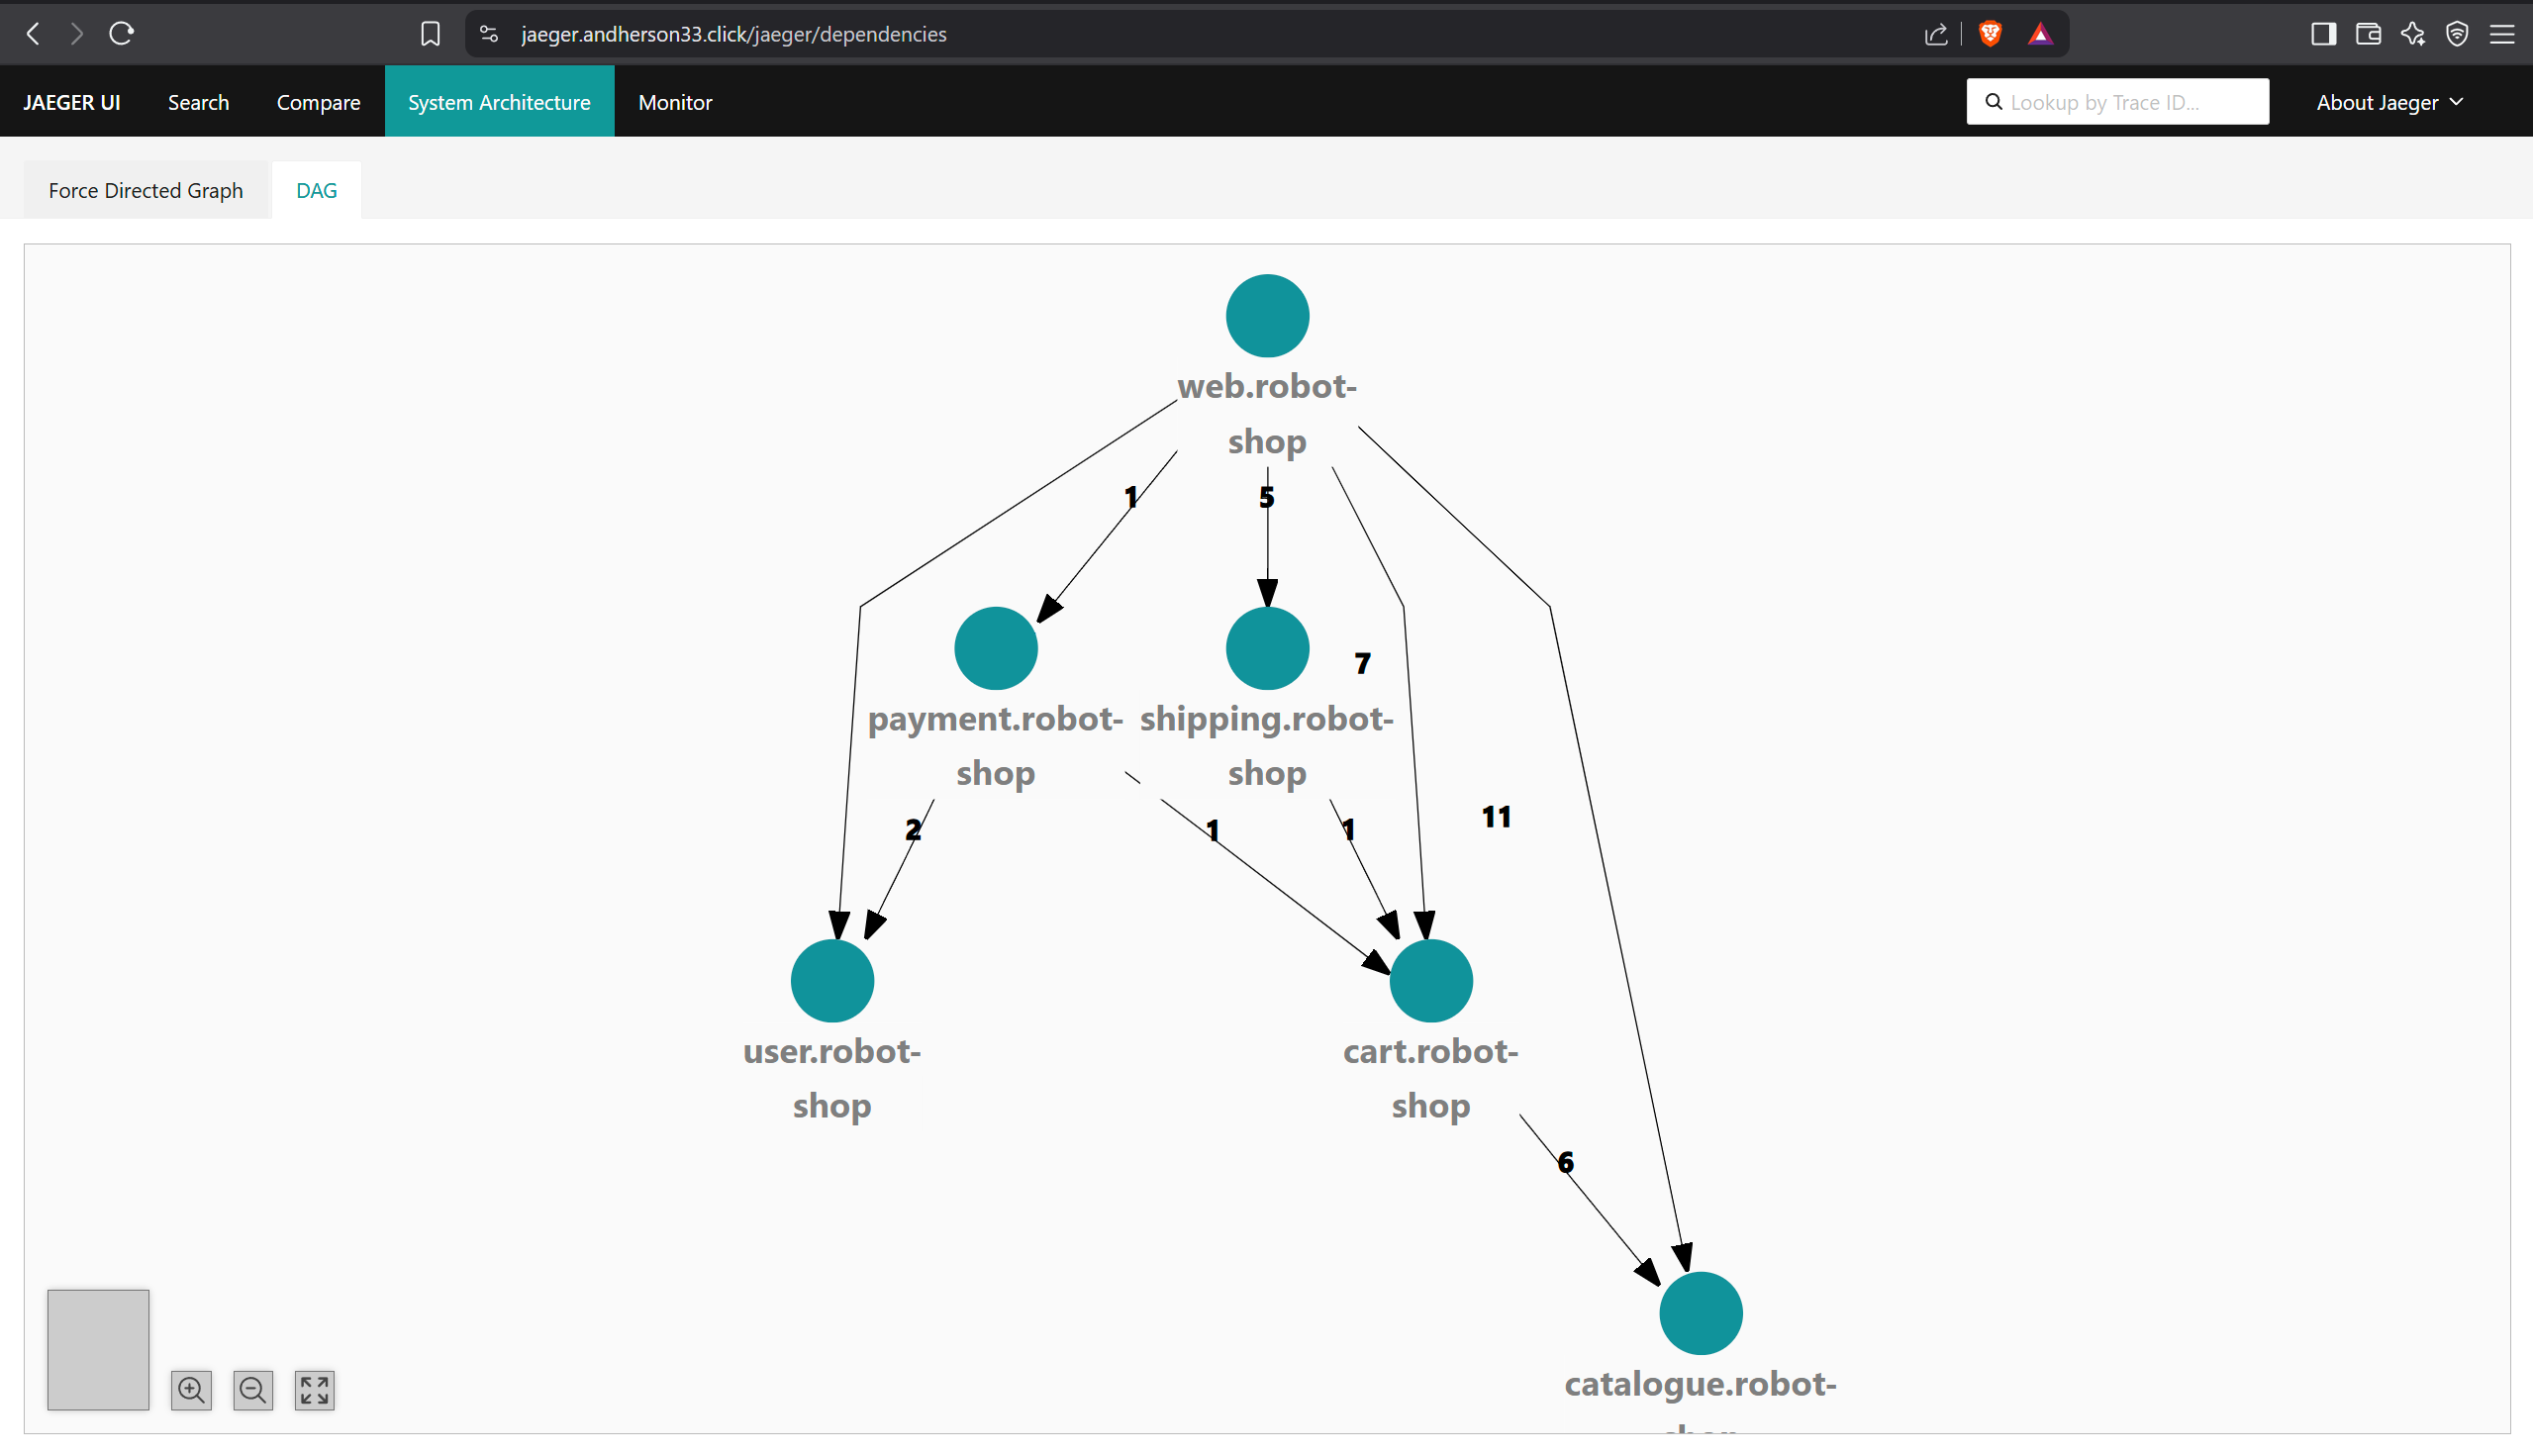 jaeger.andherson33.click/jaeger/dependencies
JAEGER UI Search Compare System Architecture Monitor Lookup by Trace ID... About Jaeger
Force Directed Graph DAG
web.robot-
shop
1 5
7
payment.robot- shipping.robot-
shop shop
11
2 1 1
user.robot- cart.robot-
shop shop
6
catalogue.robot-